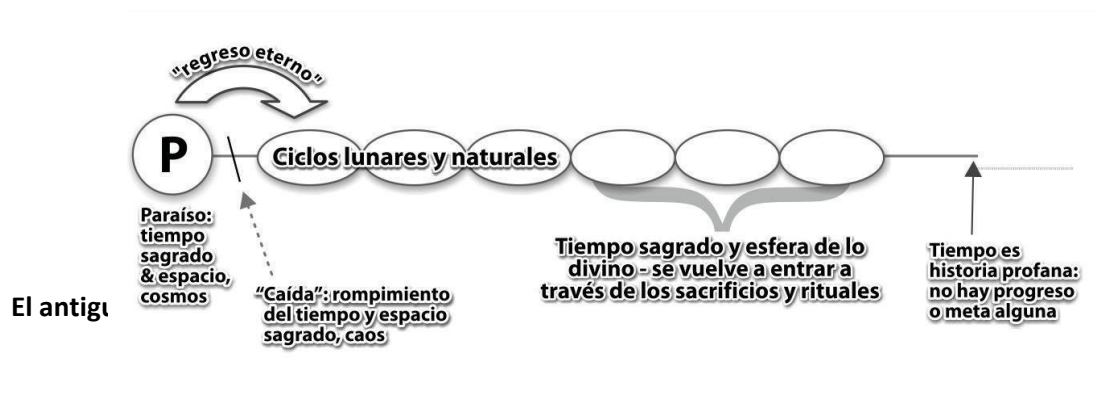 "regreso eterno"
P
Ciclos lunares y naturales
Paraíso:
tiempo
sagrado
& espacio,
cosmos
"Caída": rompimiento
del tiempo y espacio
sagrado, caos
Tiempo sagrado y esfera de lo
divino - se vuelve a entrar a
través de los sacrificios y rituales
Tiempo es
historia profana:
no hay progreso
o meta alguna
El